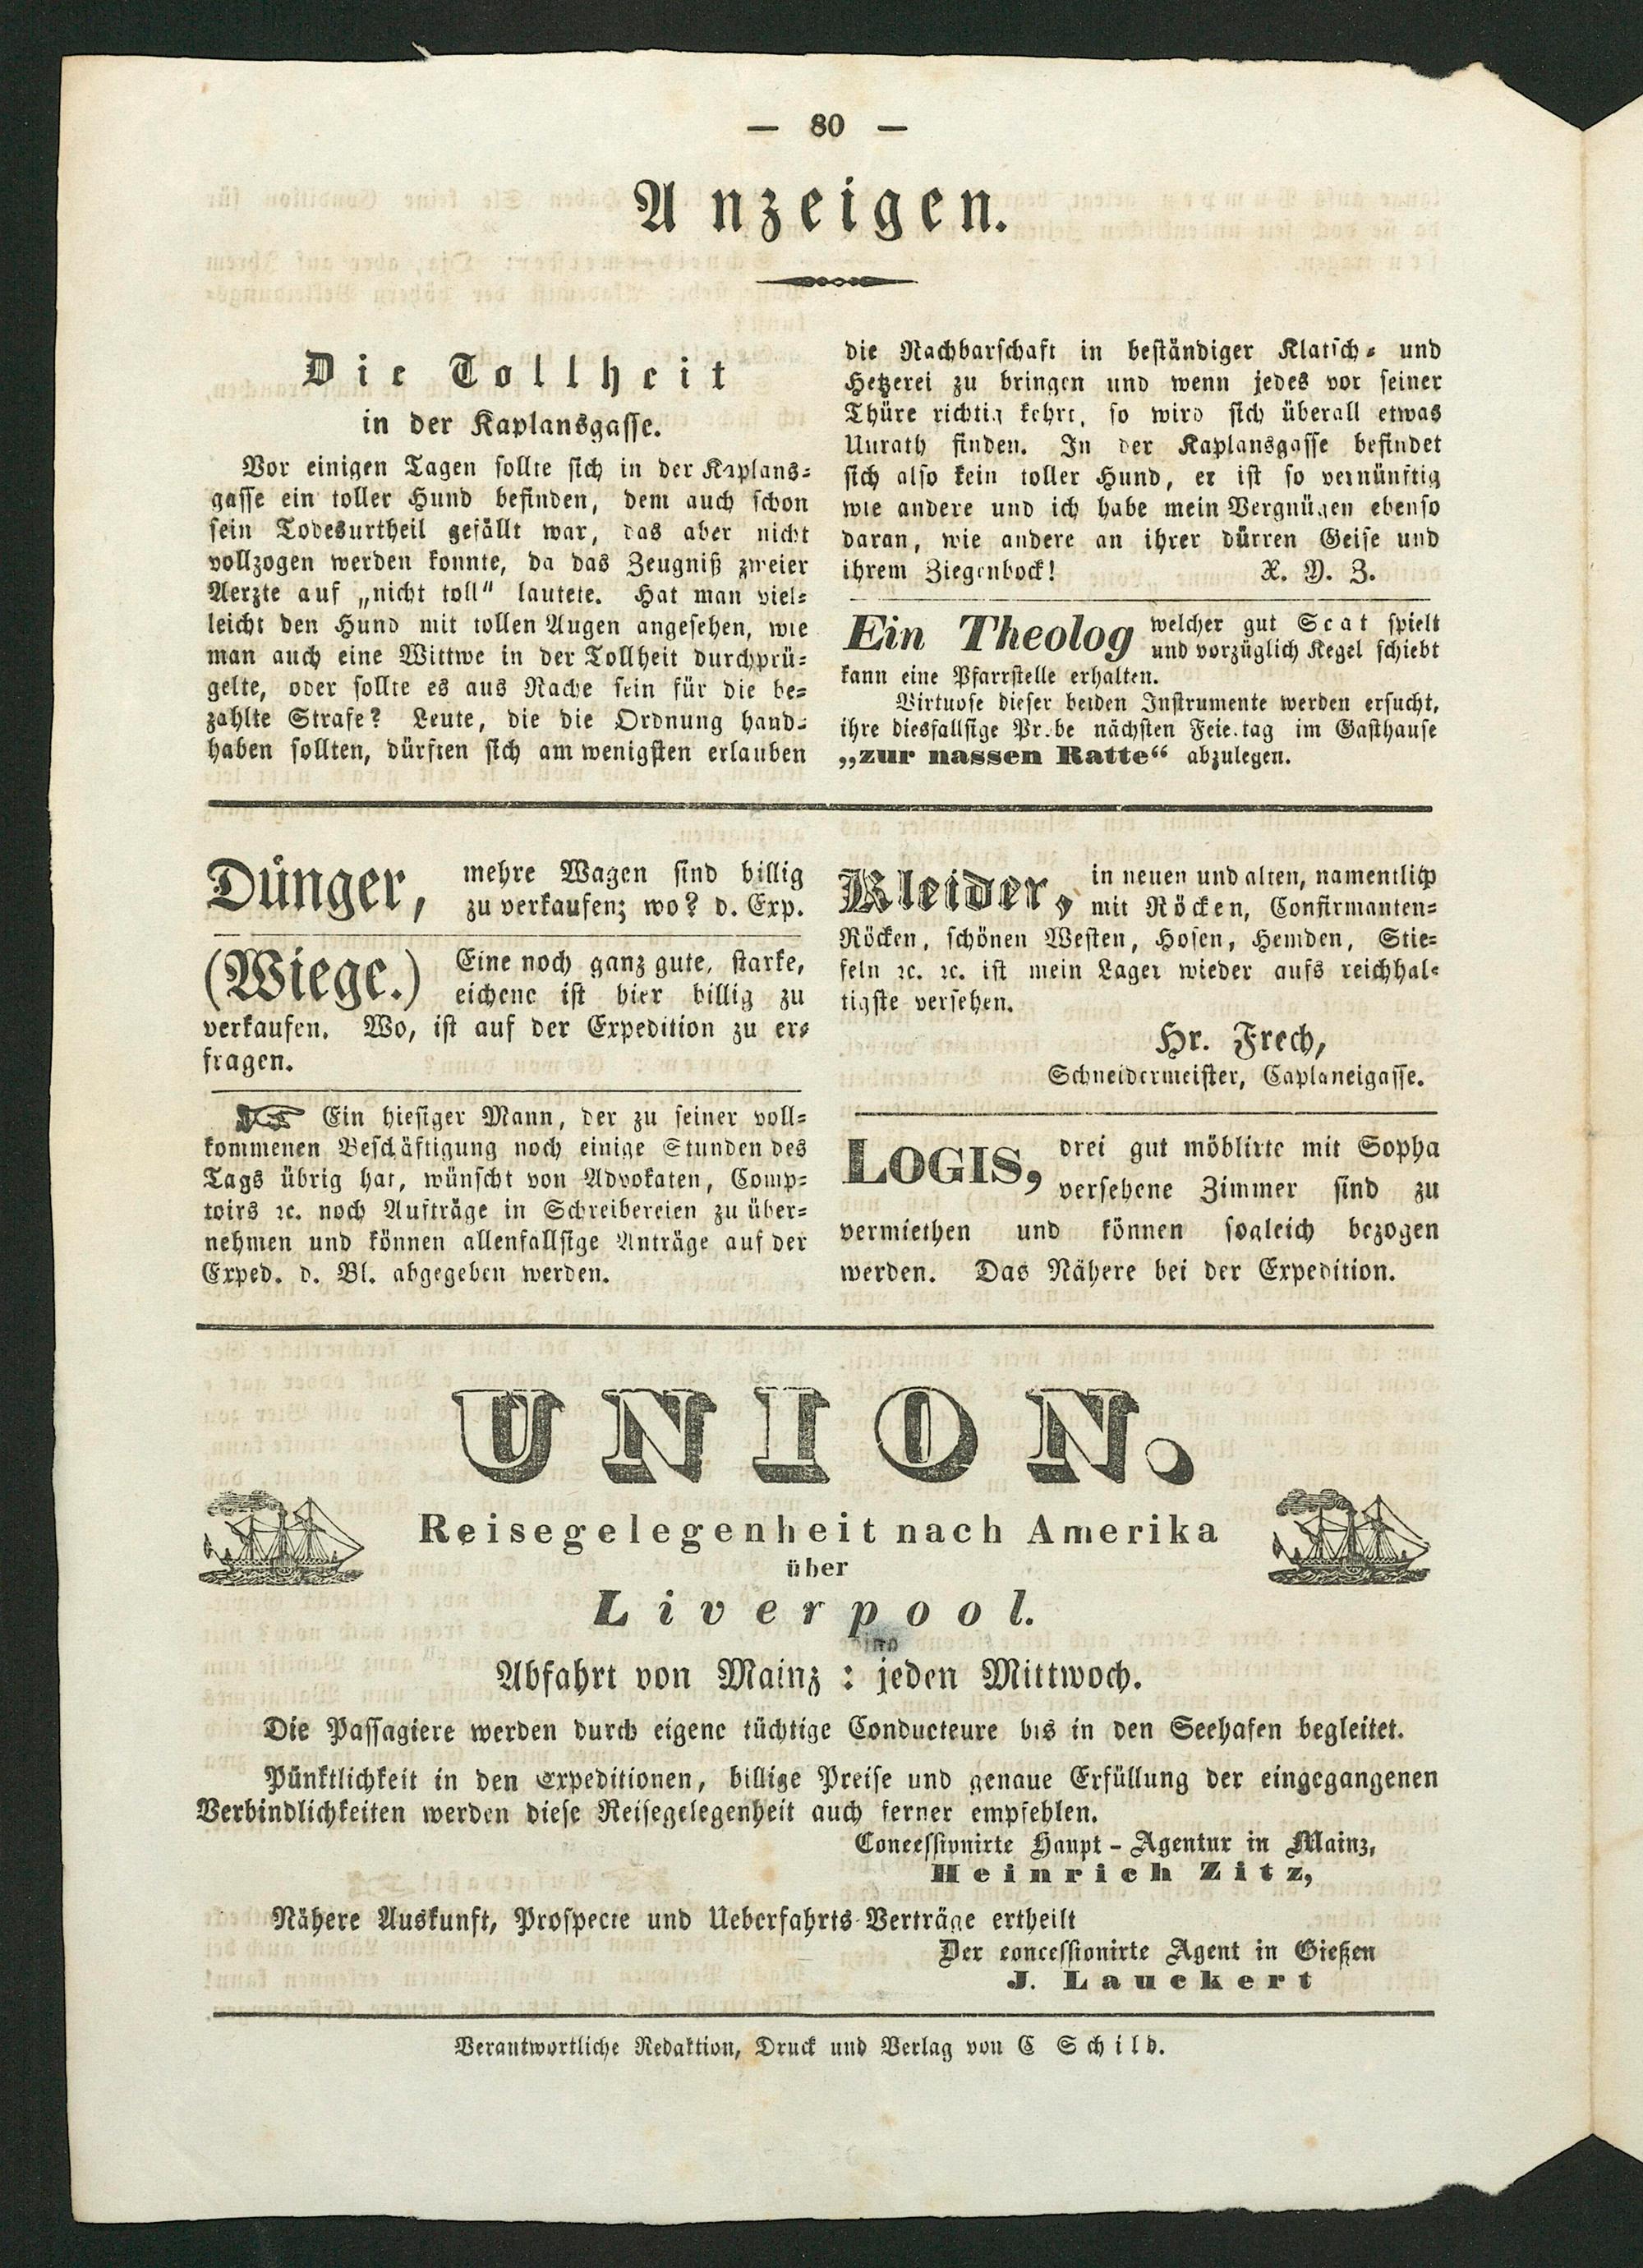 — 80 —
Anzeigen.
Die Tollheit
in der Kaplansgasse.
Vor einigen Tagen sollte sich in der Kaplans-
gasse ein toller Hund befinden, dem auch schon
sein Todesurtheil gefällt war, das aber nicht
vollzogen werden konnte, da das Zeugniß zweier
Aerzte auf „nicht toll“ lautete. Hat man viel-
leicht den Hund mit tollen Augen angesehen, wie
man auch eine Wittwe in der Tollheit durchprü-
gelte, oder sollte es aus Rache sein für die be-
zahlte Strafe? Leute, die die Ordnung hand-
haben sollten, dürften sich am wenigsten erlauben
die Nachbarschaft in beständiger Klatsch- und
Hetzerei zu bringen und wenn jedes vor seiner
Thüre richtig kehrt, so wird sich überall etwas
Unrath finden. In der Kaplansgasse befindet
sich also kein toller Hund, er ist so vernünftig
wie andere und ich habe mein Vergnügen ebenso
daran, wie andere an ihrer dürren Geise und
ihrem Ziegenbock! X. Y. Z.
Ein Theolog welcher gut Scat spielt
und vorzüglich Kegel schiebt
kann eine Pfarrstelle erhalten.
Virtuose dieser beiden Instrumente werden ersucht,
ihre diesfallsige Pr.be nächsten Feie.tag im Gasthause
„zur nassen Ratte“ abzulegen.
Dünger, mehre Wagen sind billig
zu verkaufen; wo? d. Exp.
(Wiege.) Eine noch ganz gute, starke,
eichene ist hier billig zu
verkaufen. Wo, ist auf der Expedition zu er-
fragen.
☞ Ein hiesiger Mann, der zu seiner voll-
kommenen Beschäftigung noch einige Stunden des
Tags übrig hat, wünscht von Advokaten, Comp-
toirs ꝛc. noch Aufträge in Schreibereien zu über-
nehmen und können allenfallsige Anträge auf der
Exped. d. Bl. abgegeben werden.
Kleider, in neuen und alten, namentlich
mit Röcken, Confirmanten-
Röcken, schönen Westen, Hosen, Hemden, Stie-
feln ꝛc. ꝛc. ist mein Lager wieder aufs reichhal-
tigste versehen.
Hr. Frech,
Schneidermeister, Caplaneigasse.
LOGIS, drei gut möblirte mit Sopha
versehene Zimmer sind zu
vermiethen und können sogleich bezogen
werden. Das Nähere bei der Expedition.
UNION.
Reisegelegenheit nach Amerika
über
Liverpool.
Abfahrt von Mainz : jeden Mittwoch.
Die Passagiere werden durch eigene tüchtige Conducteure bis in den Seehafen begleitet.
Pünktlichkeit in den Expeditionen, billige Preise und genaue Erfüllung der eingegangenen
Verbindlichkeiten werden diese Reisegelegenheit auch ferner empfehlen.
Concessionirte Haupt-Agentur in Mainz,
Heinrich Zitz,
Nähere Auskunft, Prospecte und Ueberfahrts-Verträge ertheilt
Der concessionirte Agent in Gießen
J. Lauckert
Verantwortliche Redaktion, Druck und Verlag von C Schild.